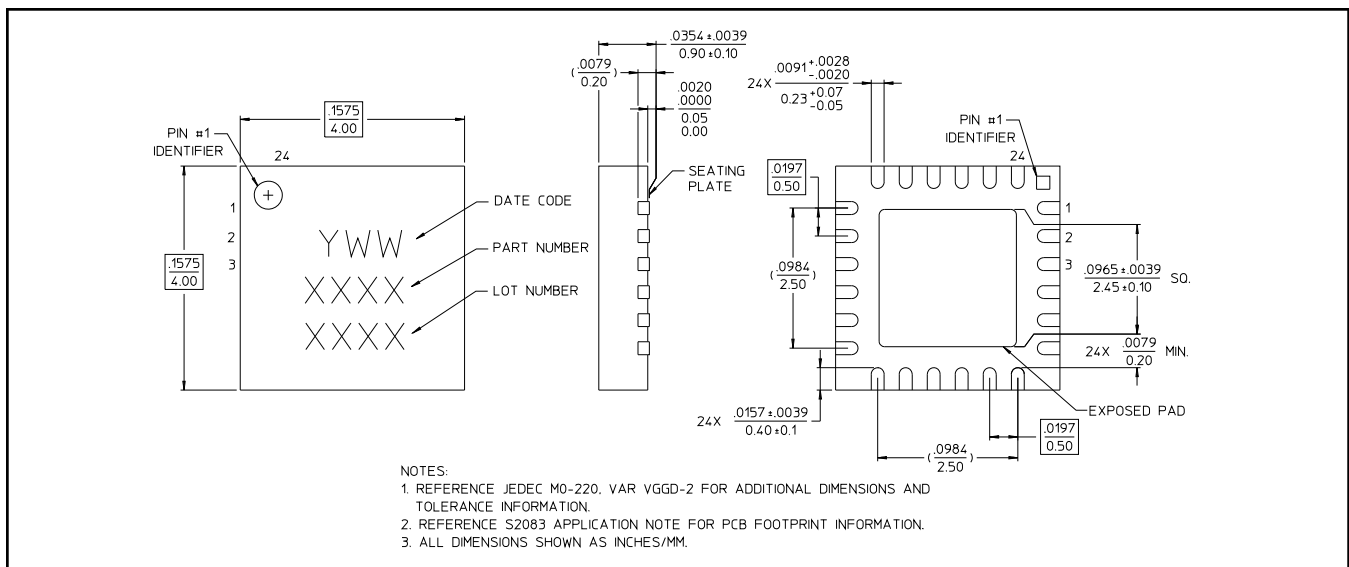 .1575
4.00
PIN #1
IDENTIFIER
24
1
2
3
.1575
4.00
YWW
XXXX
XXXX
DATE CODE
PART NUMBER
LOT NUMBER
.0354 ±.0039
0.90 ±0.10
(.0079
0.20)
.0020
.0000
0.05
0.00
SEATING
PLATE
24X .0091 +.0028 -.0020
0.23 +0.07 -0.05
PIN #1
IDENTIFIER
24
.0197
0.50
1
2
3
(.0984
2.50)
.0965 ±.0039
2.45 ±0.10 SQ.
24X .0079
0.20 MIN.
EXPOSED PAD
24X .0157 ±.0039
0.40 ±0.1
.0197
0.50
(.0984
2.50)
NOTES:
1. REFERENCE JEDEC M0-220, VAR VGGD-2 FOR ADDITIONAL DIMENSIONS AND
TOLERANCE INFORMATION.
2. REFERENCE S2083 APPLICATION NOTE FOR PCB FOOTPRINT INFORMATION.
3. ALL DIMENSIONS SHOWN AS INCHES/MM.